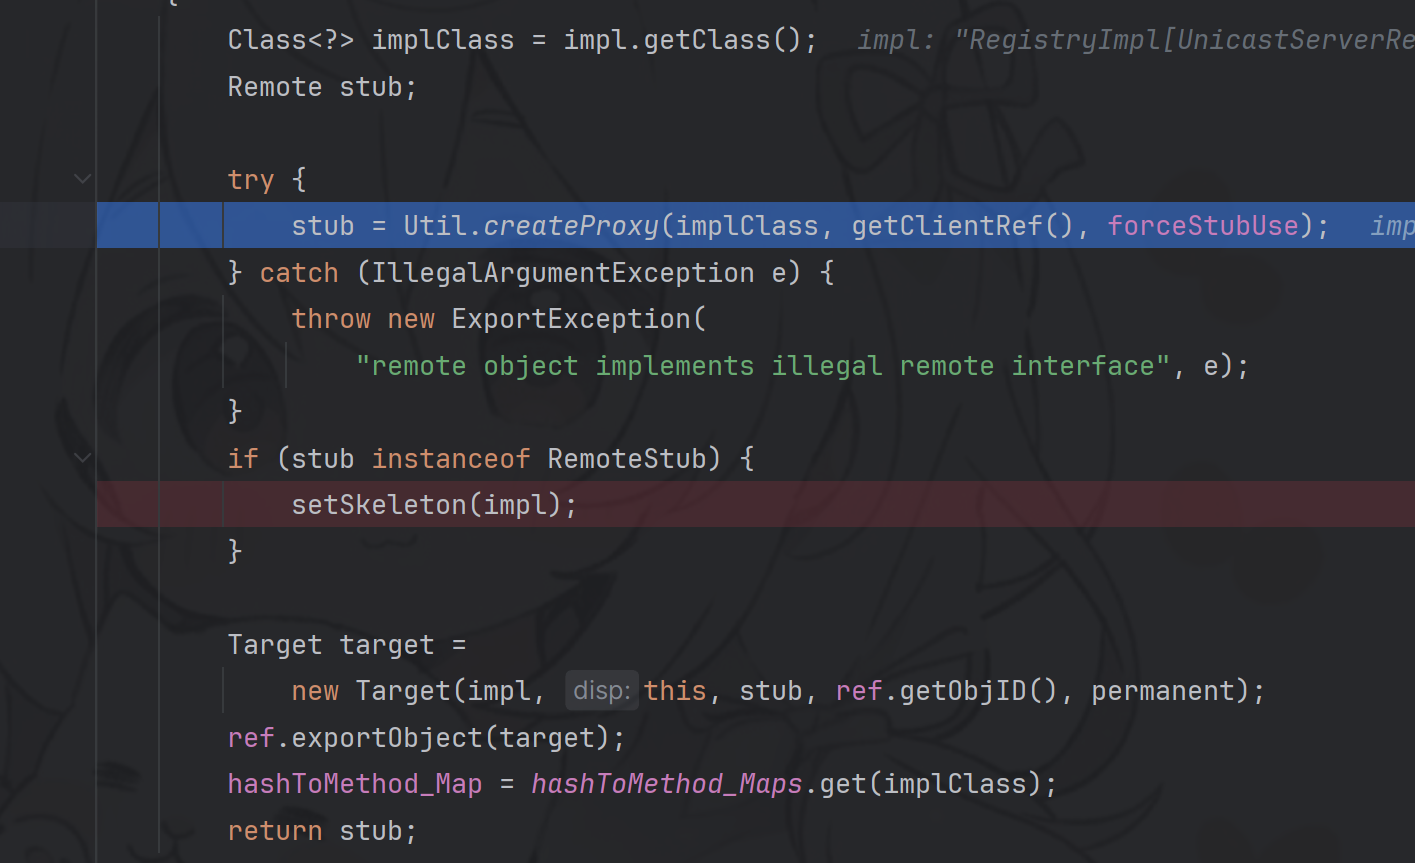 {
Class<?> implClass = impl.getClass();   impl: "RegistryImpl[UnicastServerRe
Remote stub;
try {
stub = Util.createProxy(implClass, getClientRef(), forceStubUse);   imp
} catch (IllegalArgumentException e) {
throw new ExportException(
"remote object implements illegal remote interface", e);
}
if (stub instanceof RemoteStub) {
setSkeleton(impl);
}
Target target =
new Target(impl, disp: this, stub, ref.getObjID(), permanent);
ref.exportObject(target);
hashToMethod_Map = hashToMethod_Maps.get(implClass);
return stub;